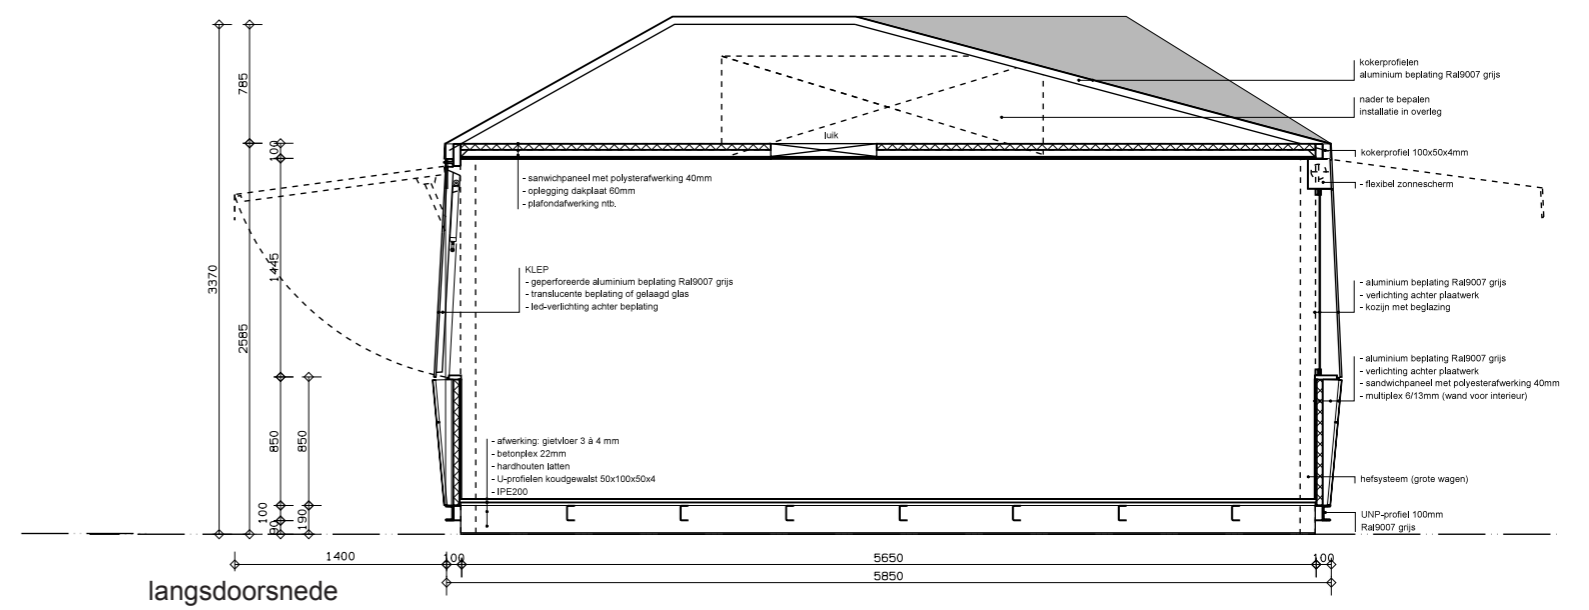 kokerprofielen
aluminium beplating Ral9007 grijs
nader te bepalen
installatie in overleg
luik
785
100
kokerprofiel 100x50x4mm
- sanwichpaneel met polysterafwerking 40mm
- oplegging dakplaat 60mm
- plafondafwerking ntb.
- flexibel zonnescherm
3370
2585
1445
KLEP
- geperforeerde aluminium beplating Ral9007 grijs
- translucente beplating of gelaagd glas
- led-verlichting achter beplating
- aluminium beplating Ral9007 grijs
- verlichting achter plaatwerk
- kozijn met beglazing
- aluminium beplating Ral9007 grijs
- verlichting achter plaatwerk
- sandwichpaneel met polyesterafwerking 40mm
- multiplex 6/13mm (wand voor interieur)
850
850
- afwerking: gietvloer 3 à 4 mm
- betonplex 22mm
- hardhouten latten
- U-profielen koudgewalst 50x100x50x4
- IPE200
hefsysteem (grote wagen)
100
90
190
UNP-profiel 100mm
Ral9007 grijs
1400
100
5650
100
5850
langsdoorsnede